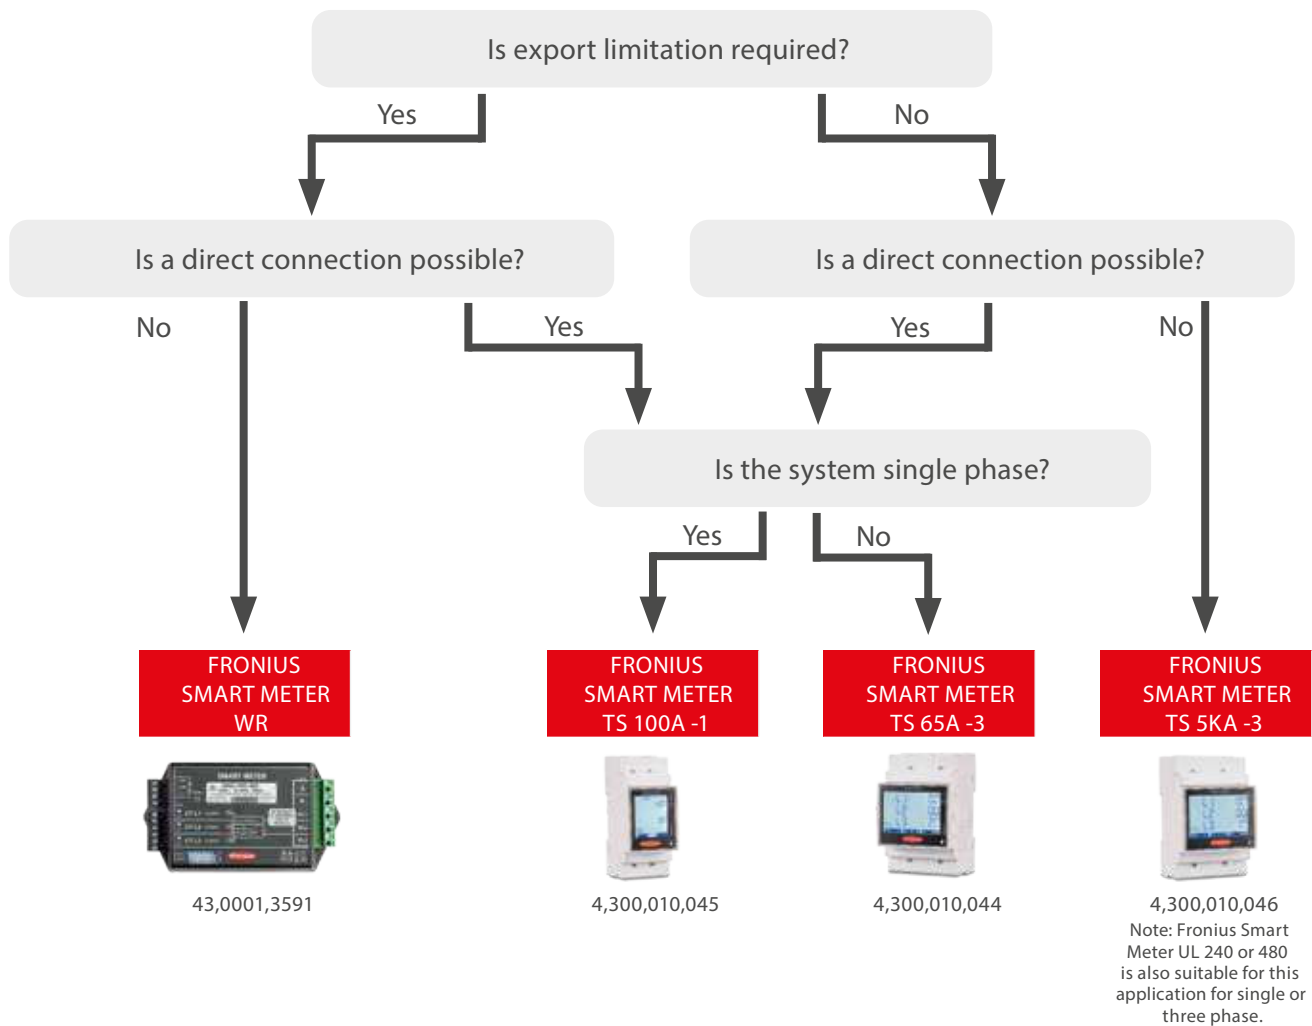 Is export limitation required?
Yes
No
Is a direct connection possible?
Is a direct connection possible?
No
Yes
Yes
No
Is the system single phase?
Yes
No
FRONIUS
SMART METER
WR
FRONIUS
SMART METER
TS 100A -1
FRONIUS
SMART METER
TS 65A -3
FRONIUS
SMART METER
TS 5KA -3
SMART METER
43,0001,3591
4,300,010,045
4,300,010,044
4,300,010,046
Note: Fronius Smart
Meter UL 240 or 480
is also suitable for this
application for single or
three phase.